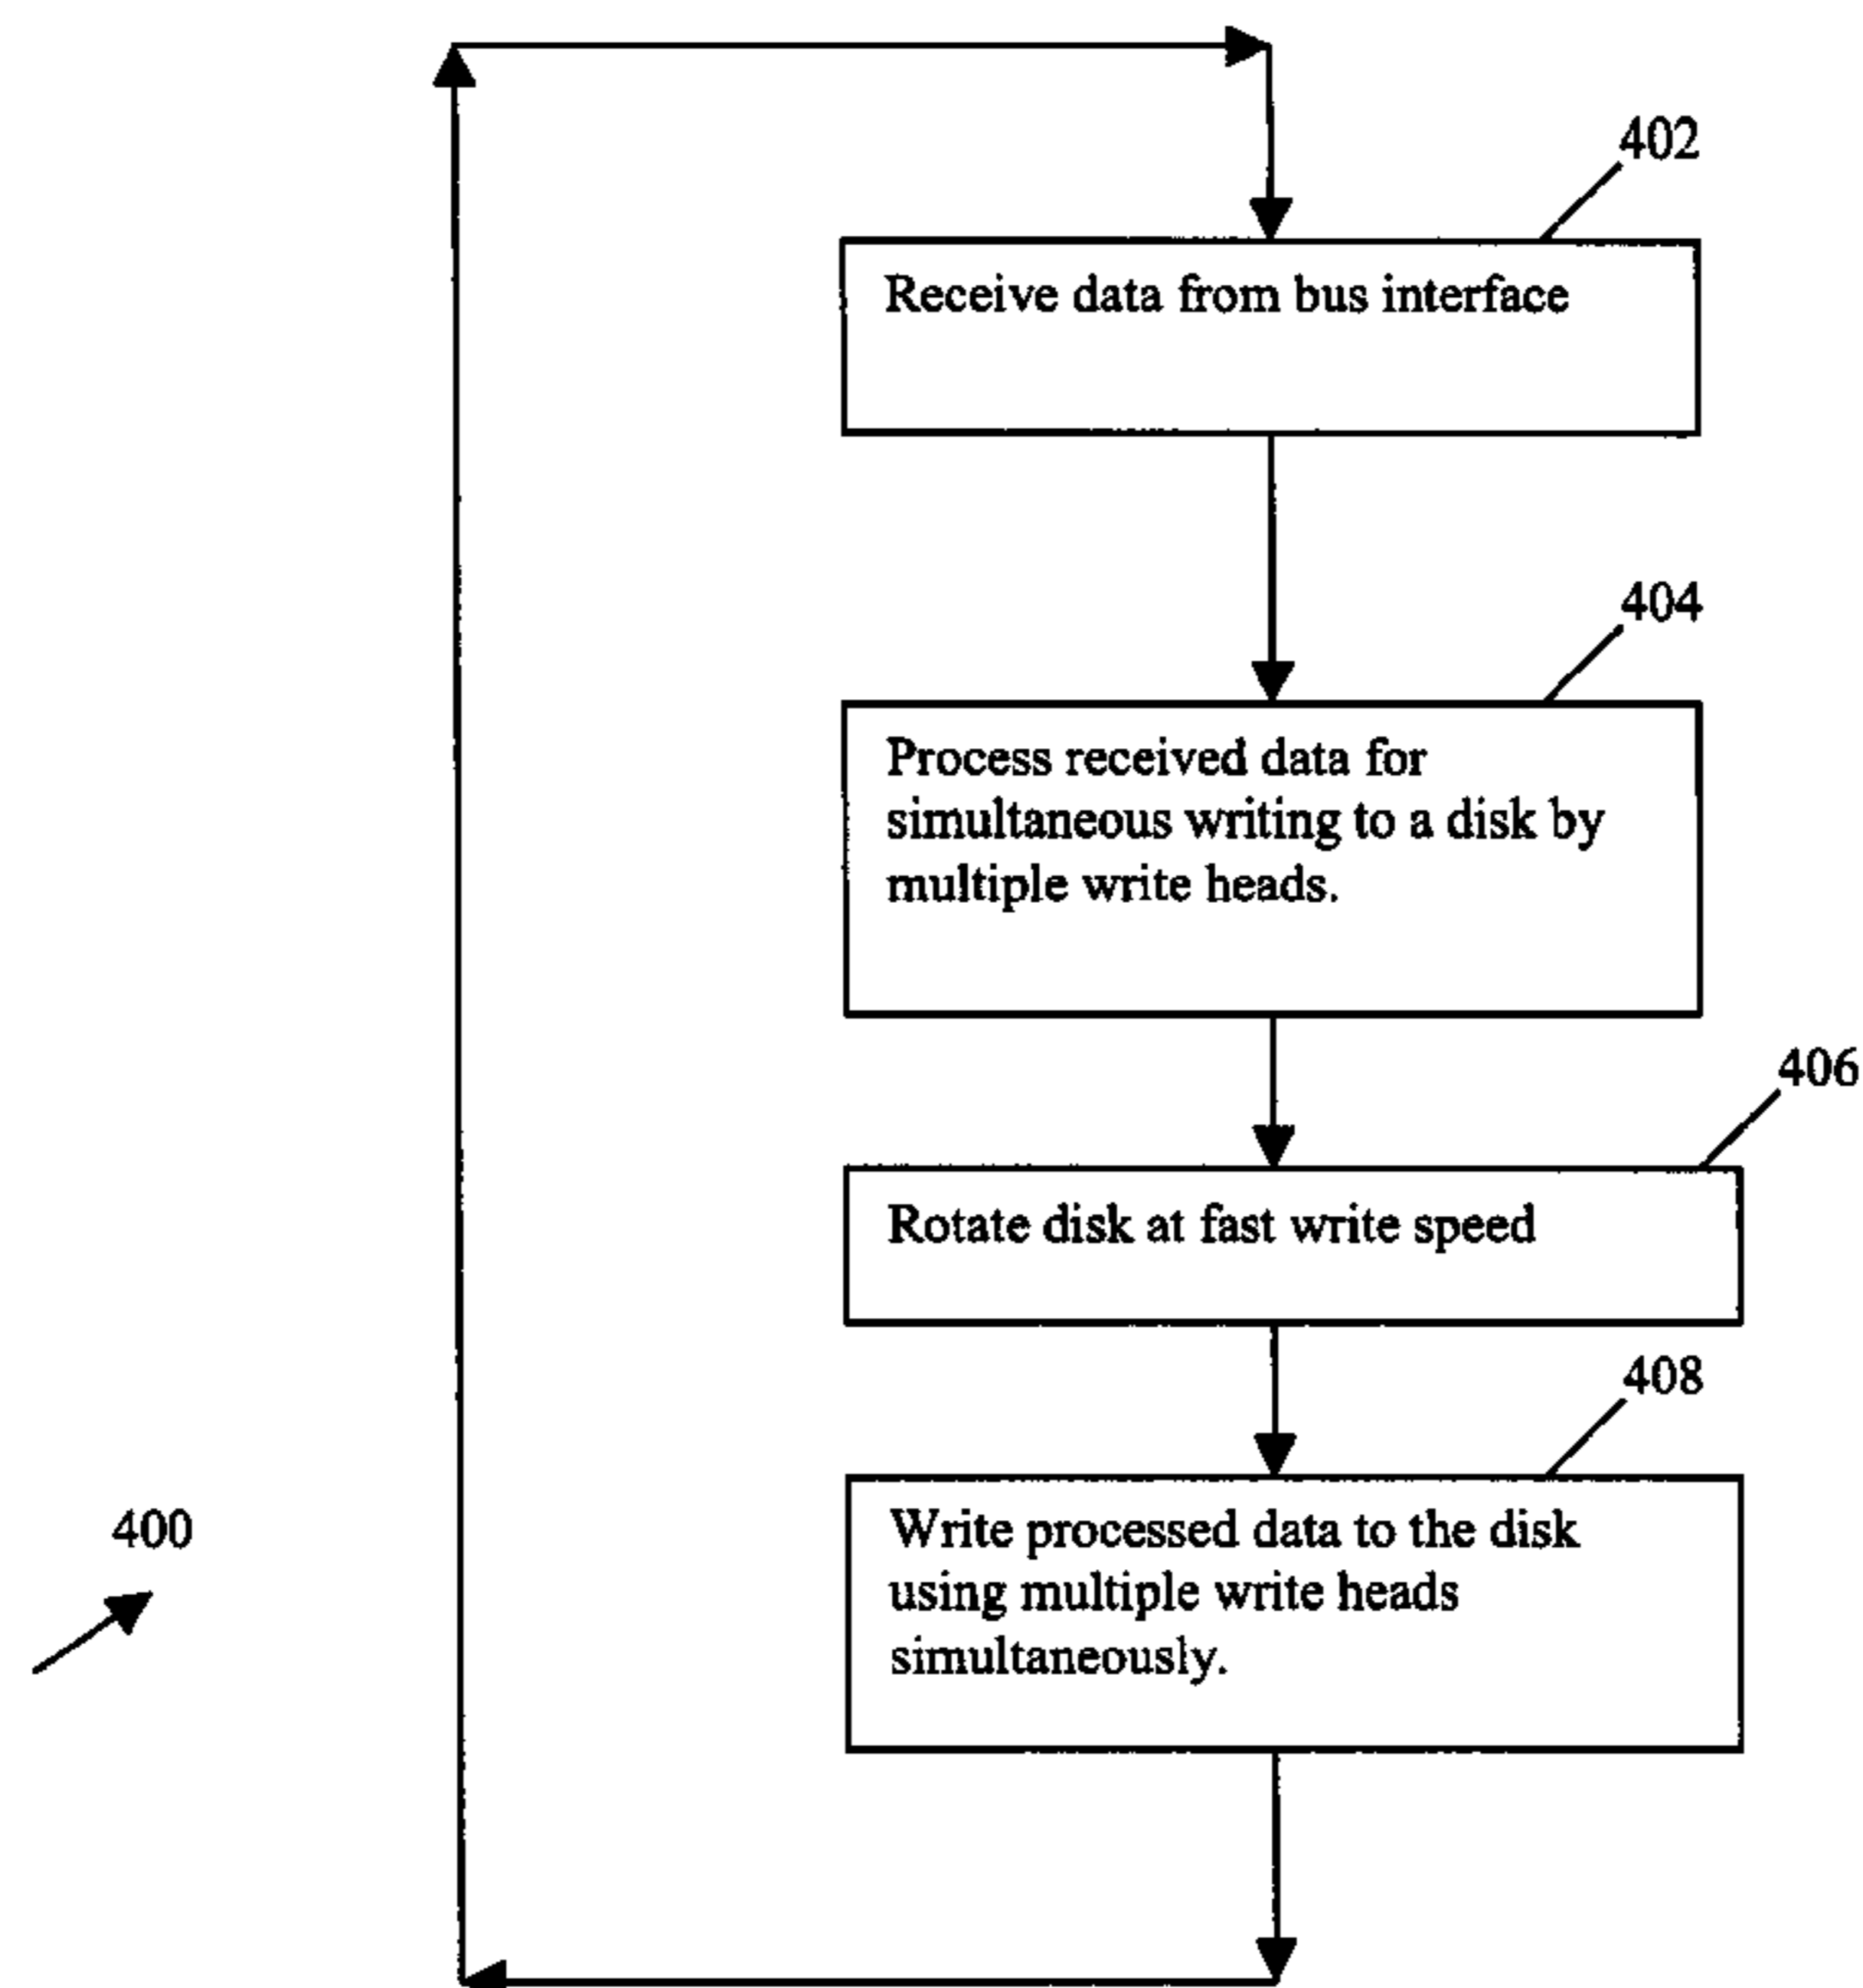 402
Receive data from bus interface
404
Process received data for
simultaneous writing to a disk by
multiple write heads.
406
Rotate disk at fast write speed
408
Write processed data to the disk
using multiple write heads
simultaneously.
400